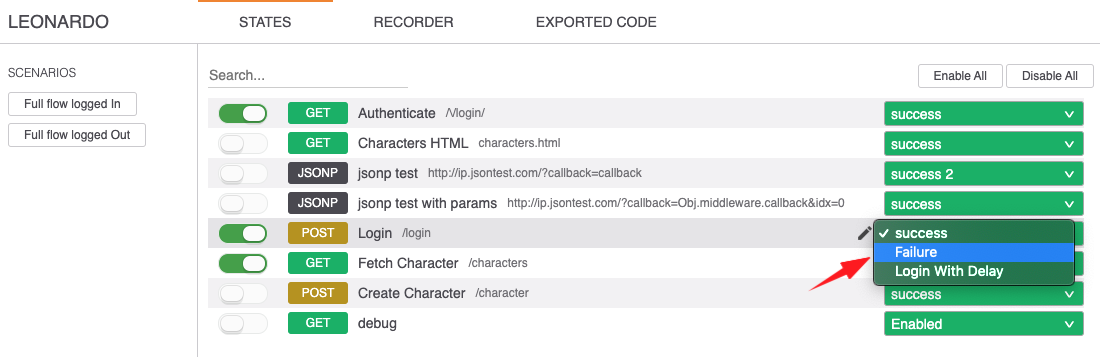 LEONARDO
STATES
RECORDER
EXPORTED CODE
SCENARIOS
Full flow logged In
Full flow logged Out
Search...
Enable All
Disable All
GET Authenticate /\/login/ success
GET Characters HTML characters.html success
JSONP jsonp test http://ip.jsontest.com/?callback=callback success 2
JSONP jsonp test with params http://ip.jsontest.com/?callback=Obj.middleware.callback&idx=0 success
POST Login /login ✓ success
Failure
Login With Delay
GET Fetch Character /characters
POST Create Character /character success
GET debug Enabled